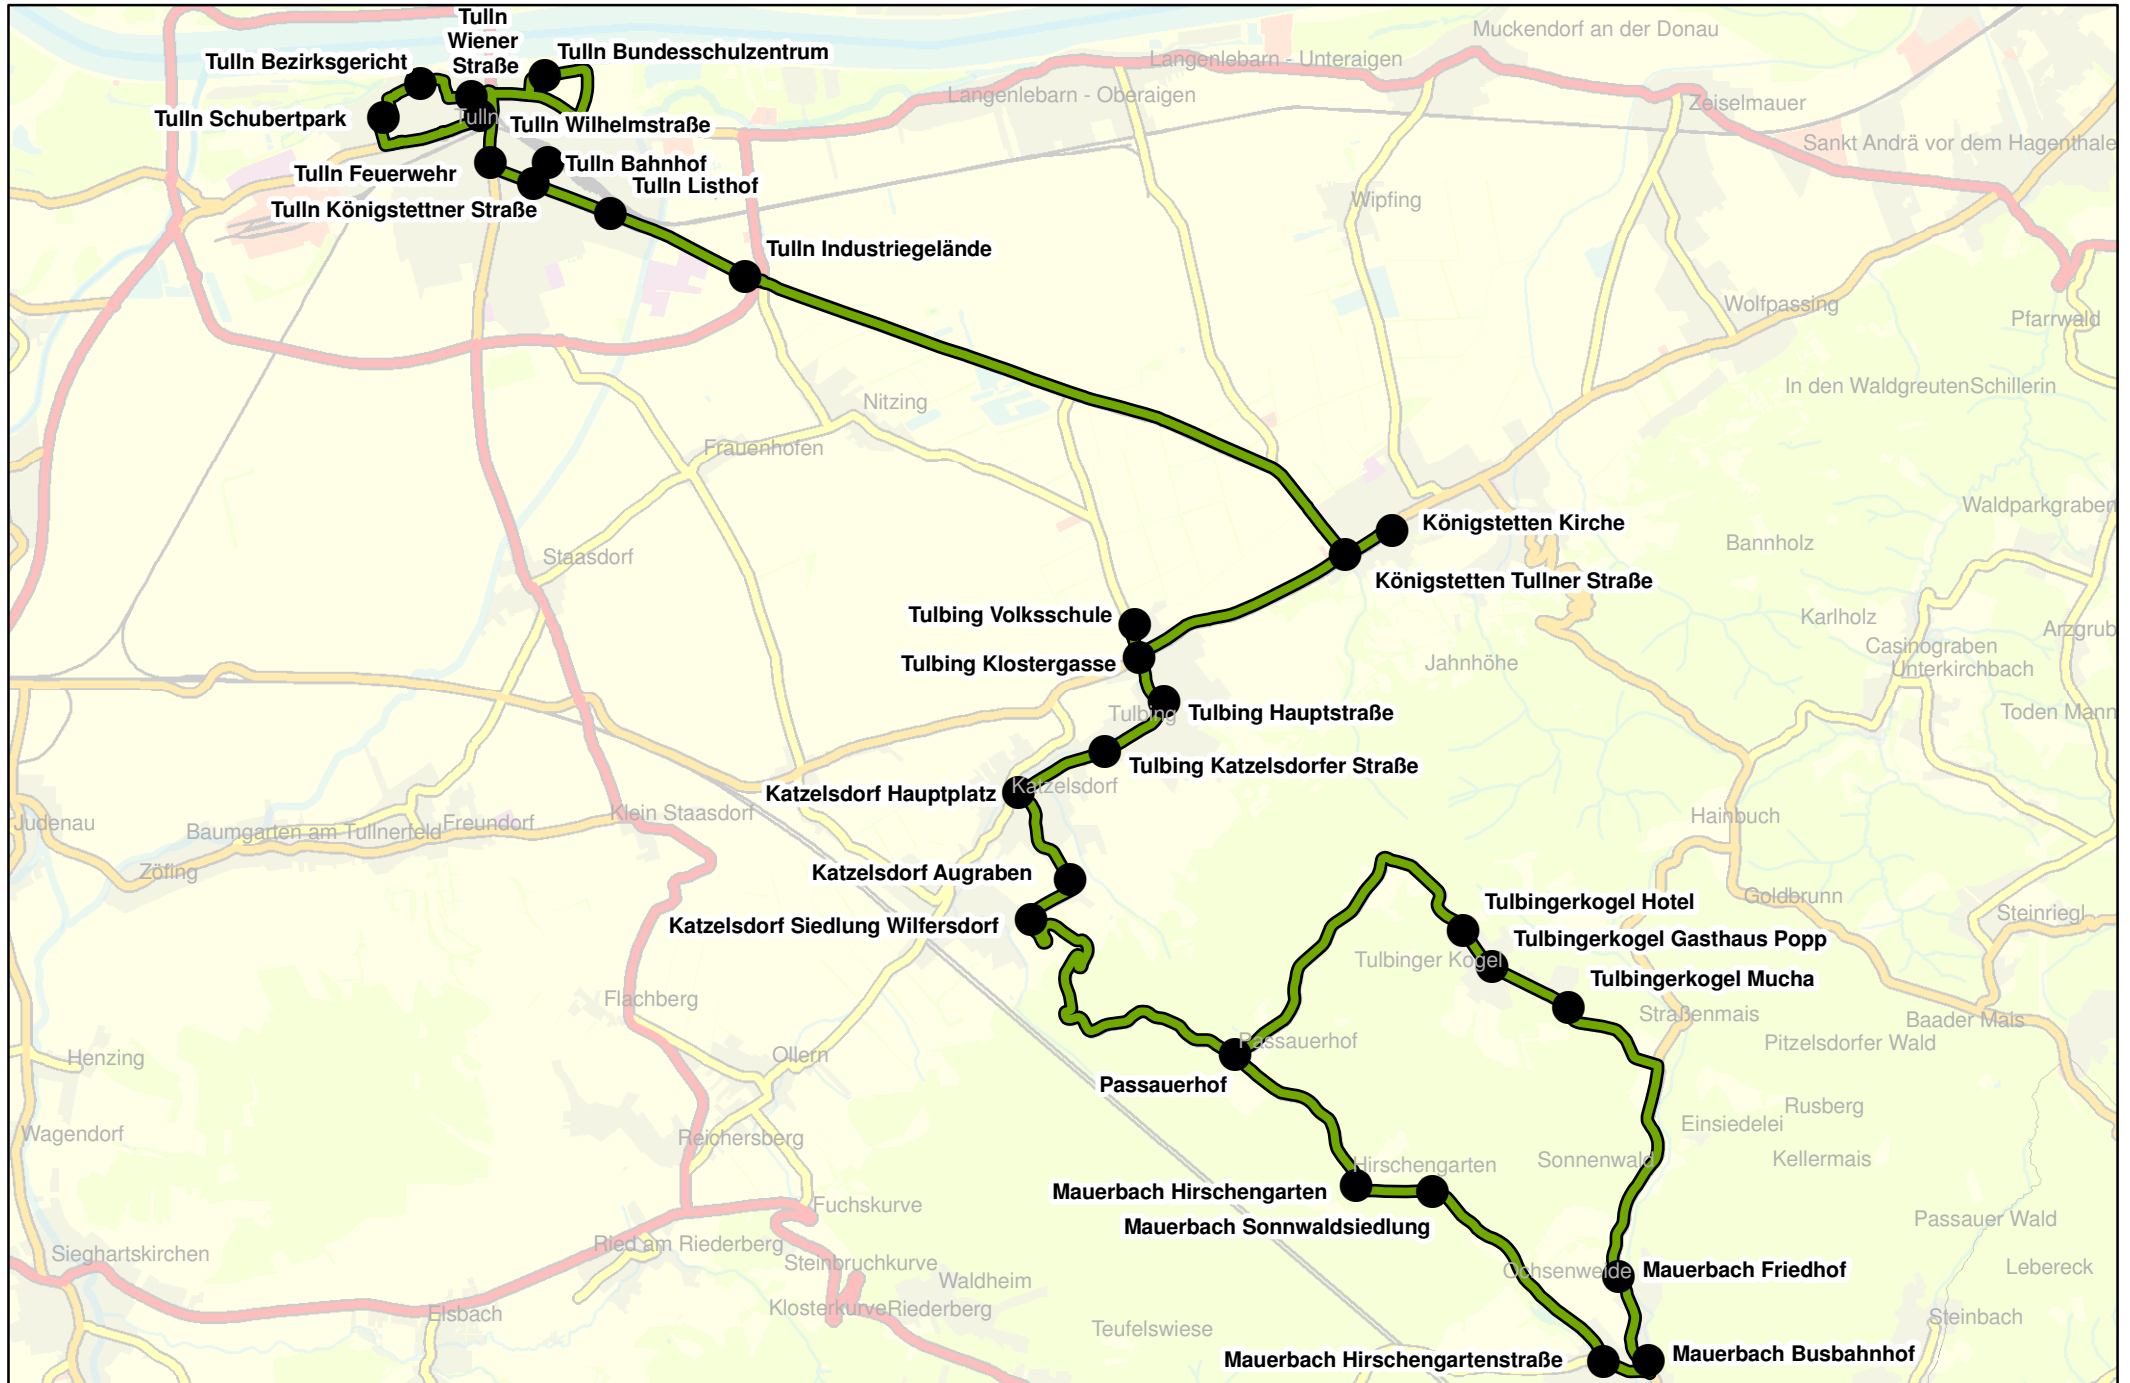 Tulln
Wiener
Straße
Tulln Bundesschulzentrum
Tulln Bezirksgericht
Tulln Schubertpark
Tulln
Tulln Wilhelmstraße
Tulln Feuerwehr
Tulln Bahnhof
Tulln Listhof
Tulln Königstettner Straße
Tulln Industriegelände
Muckendorf an der Donau
Langenlebarn - Unteraigen
Langenlebarn - Oberaigen
Zeiselmauer
Sankt Andrä vor dem Hagenthale
Wipfing
Wolfpassing
Pfarrwald
In den Waldgreuten
Schillerin
Nitzing
Frauenhofen
Staasdorf
Waldparkgraben
Bannholz
Königstetten Kirche
Königstetten Tullner Straße
Tulbing Volksschule
Tulbing Klostergasse
Karlholz
Arzgrub
Casinograben
Unterkirchbach
Jahnhöhe
Toden Mann
Tulbing
Tulbing Hauptstraße
Tulbing Katzelsdorfer Straße
Katzelsdorf
Katzelsdorf Hauptplatz
Hainbuch
Judenau
Baumgarten am Tullnerfeld
Freundorf
Klein Staasdorf
Zöfing
Katzelsdorf Augraben
Katzelsdorf Siedlung Wilfersdorf
Goldbrunn
Steinriegl
Tulbingerkogel Hotel
Tulbingerkogel Gasthaus Popp
Tulbinger Kogel
Tulbingerkogel Mucha
Flachberg
Straßenmais
Baader Mais
Pitzelsdorfer Wald
Henzing
Ollern
Passauerhof
Passauerhof
Rusberg
Einsiedelei
Wagendorf
Reichersberg
Hirschengarten
Sonnenwald
Kellermais
Mauerbach Hirschengarten
Mauerbach Sonnwaldsiedlung
Fuchskurve
Passauer Wald
Sieghartskirchen
Ried am Riederberg
Steinbruchkurve
Waldheim
Ochsenweide
Mauerbach Friedhof
Lebereck
Elsbach
Klosterkurve
Riederberg
Teufelswiese
Steinbach
Mauerbach Hirschengartenstraße
Mauerbach Busbahnhof